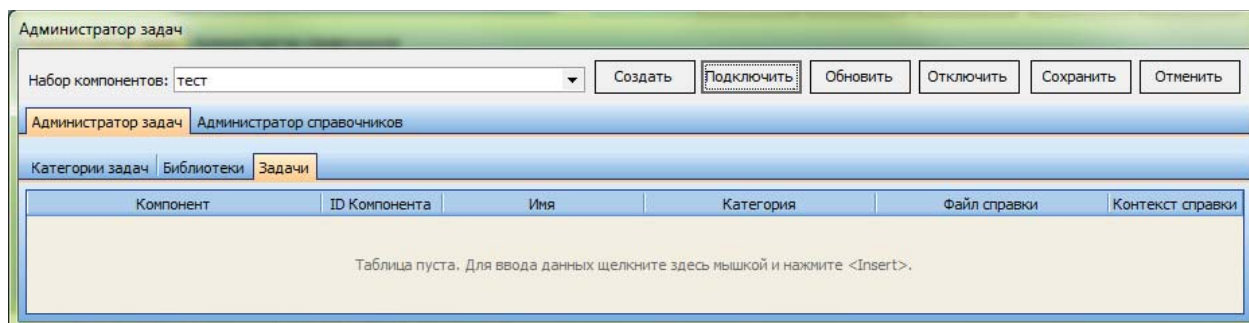 Администратор задач
Набор компонентов: тест Создать Подключить Обновить Отключить Сохранить Отменить
Администратор задач Администратор справочников
Категории задач Библиотеки Задачи
Компонент ID Компонента Имя Категория Файл справки Контекст справки
Таблица пуста. Для ввода данных щелкните здесь мышкой и нажмите <Insert>.